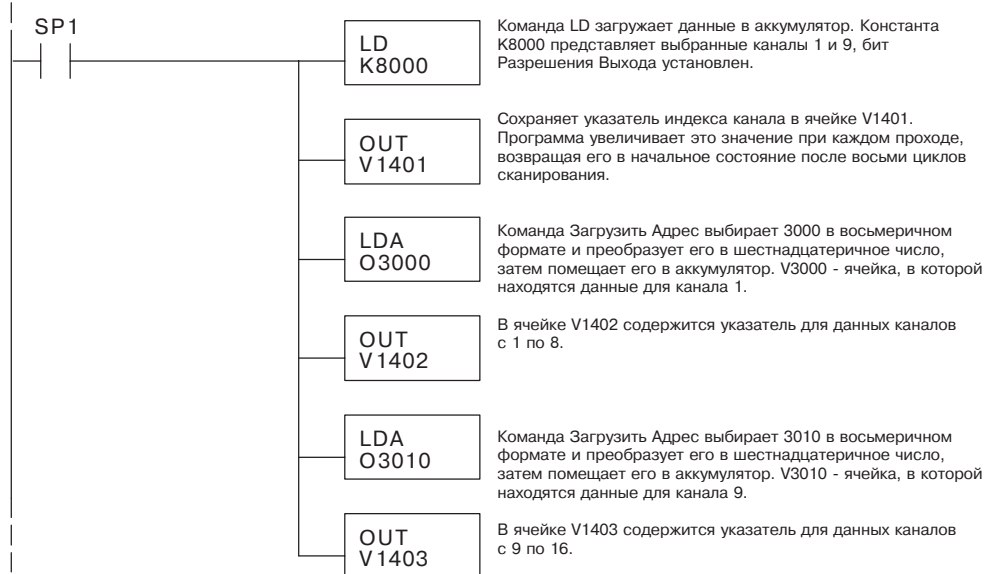 SP1
LD
K8000
Команда LD загружает данные в аккумулятор. Константа
K8000 представляет выбранные каналы 1 и 9, бит
Разрешения Выхода установлен.
OUT
V1401
Сохраняет указатель индекса канала в ячейке V1401.
Программа увеличивает это значение при каждом проходе,
возвращая его в начальное состояние после восьми циклов
сканирования.
LDA
O3000
Команда Загрузить Адрес выбирает 3000 в восьмеричном
формате и преобразует его в шестнадцатеричное число,
затем помещает его в аккумулятор. V3000 - ячейка, в которой
находятся данные для канала 1.
OUT
V1402
В ячейке V1402 содержится указатель для данных каналов
с 1 по 8.
LDA
O3010
Команда Загрузить Адрес выбирает 3010 в восьмеричном
формате и преобразует его в шестнадцатеричное число,
затем помещает его в аккумулятор. V3010 - ячейка, в которой
находятся данные для канала 9.
OUT
V1403
В ячейке V1403 содержится указатель для данных каналов
с 9 по 16.